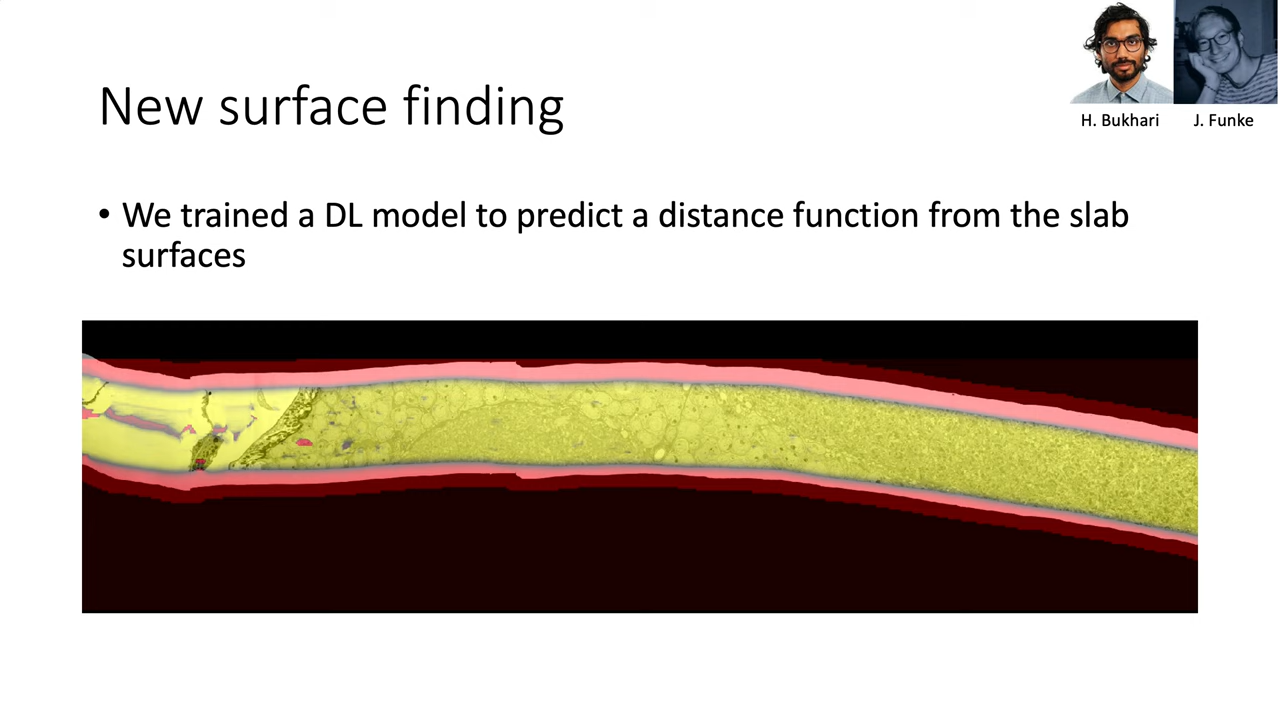 H. Bukhari
J. Funke
New surface finding
• We trained a DL model to predict a distance function from the slab
surfaces